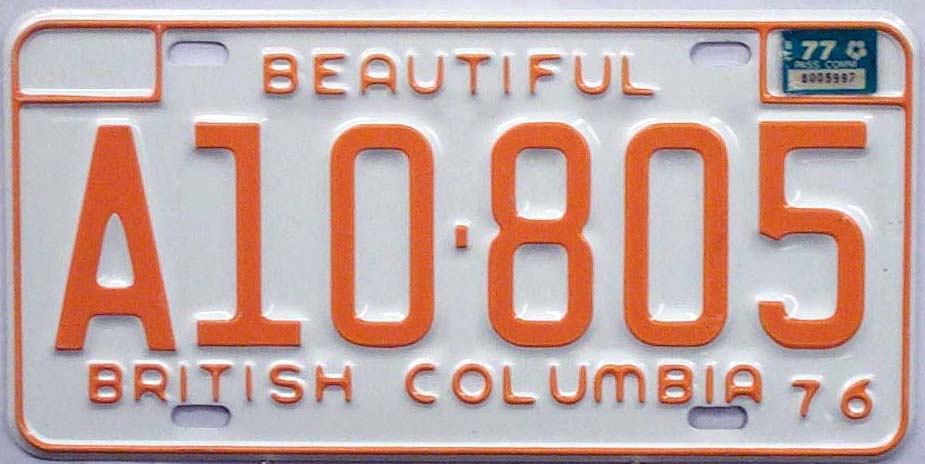 BEAUTIFUL
77
PASS. COMM
8005997
A10·805
BRITISH COLUMBIA 76